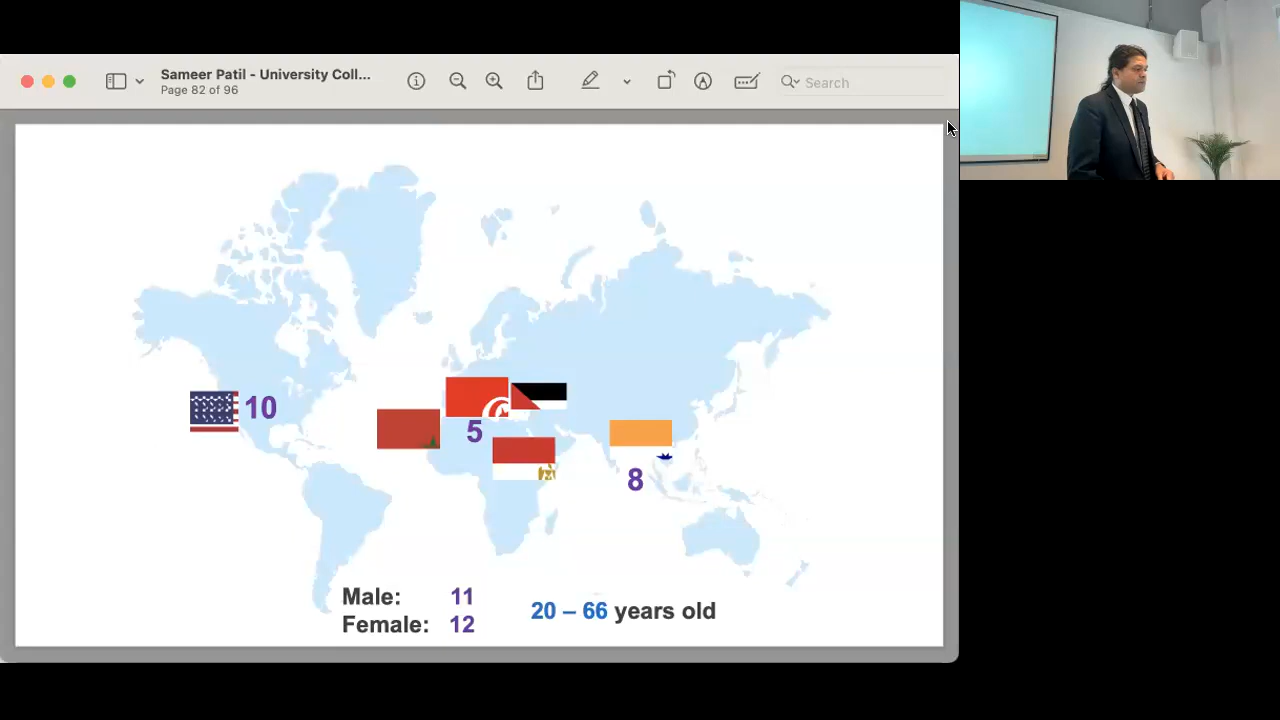 Sameer Patil - University Coll...
Page 82 of 96
Search
10
5
8
Male: 11
Female: 12
20 – 66 years old